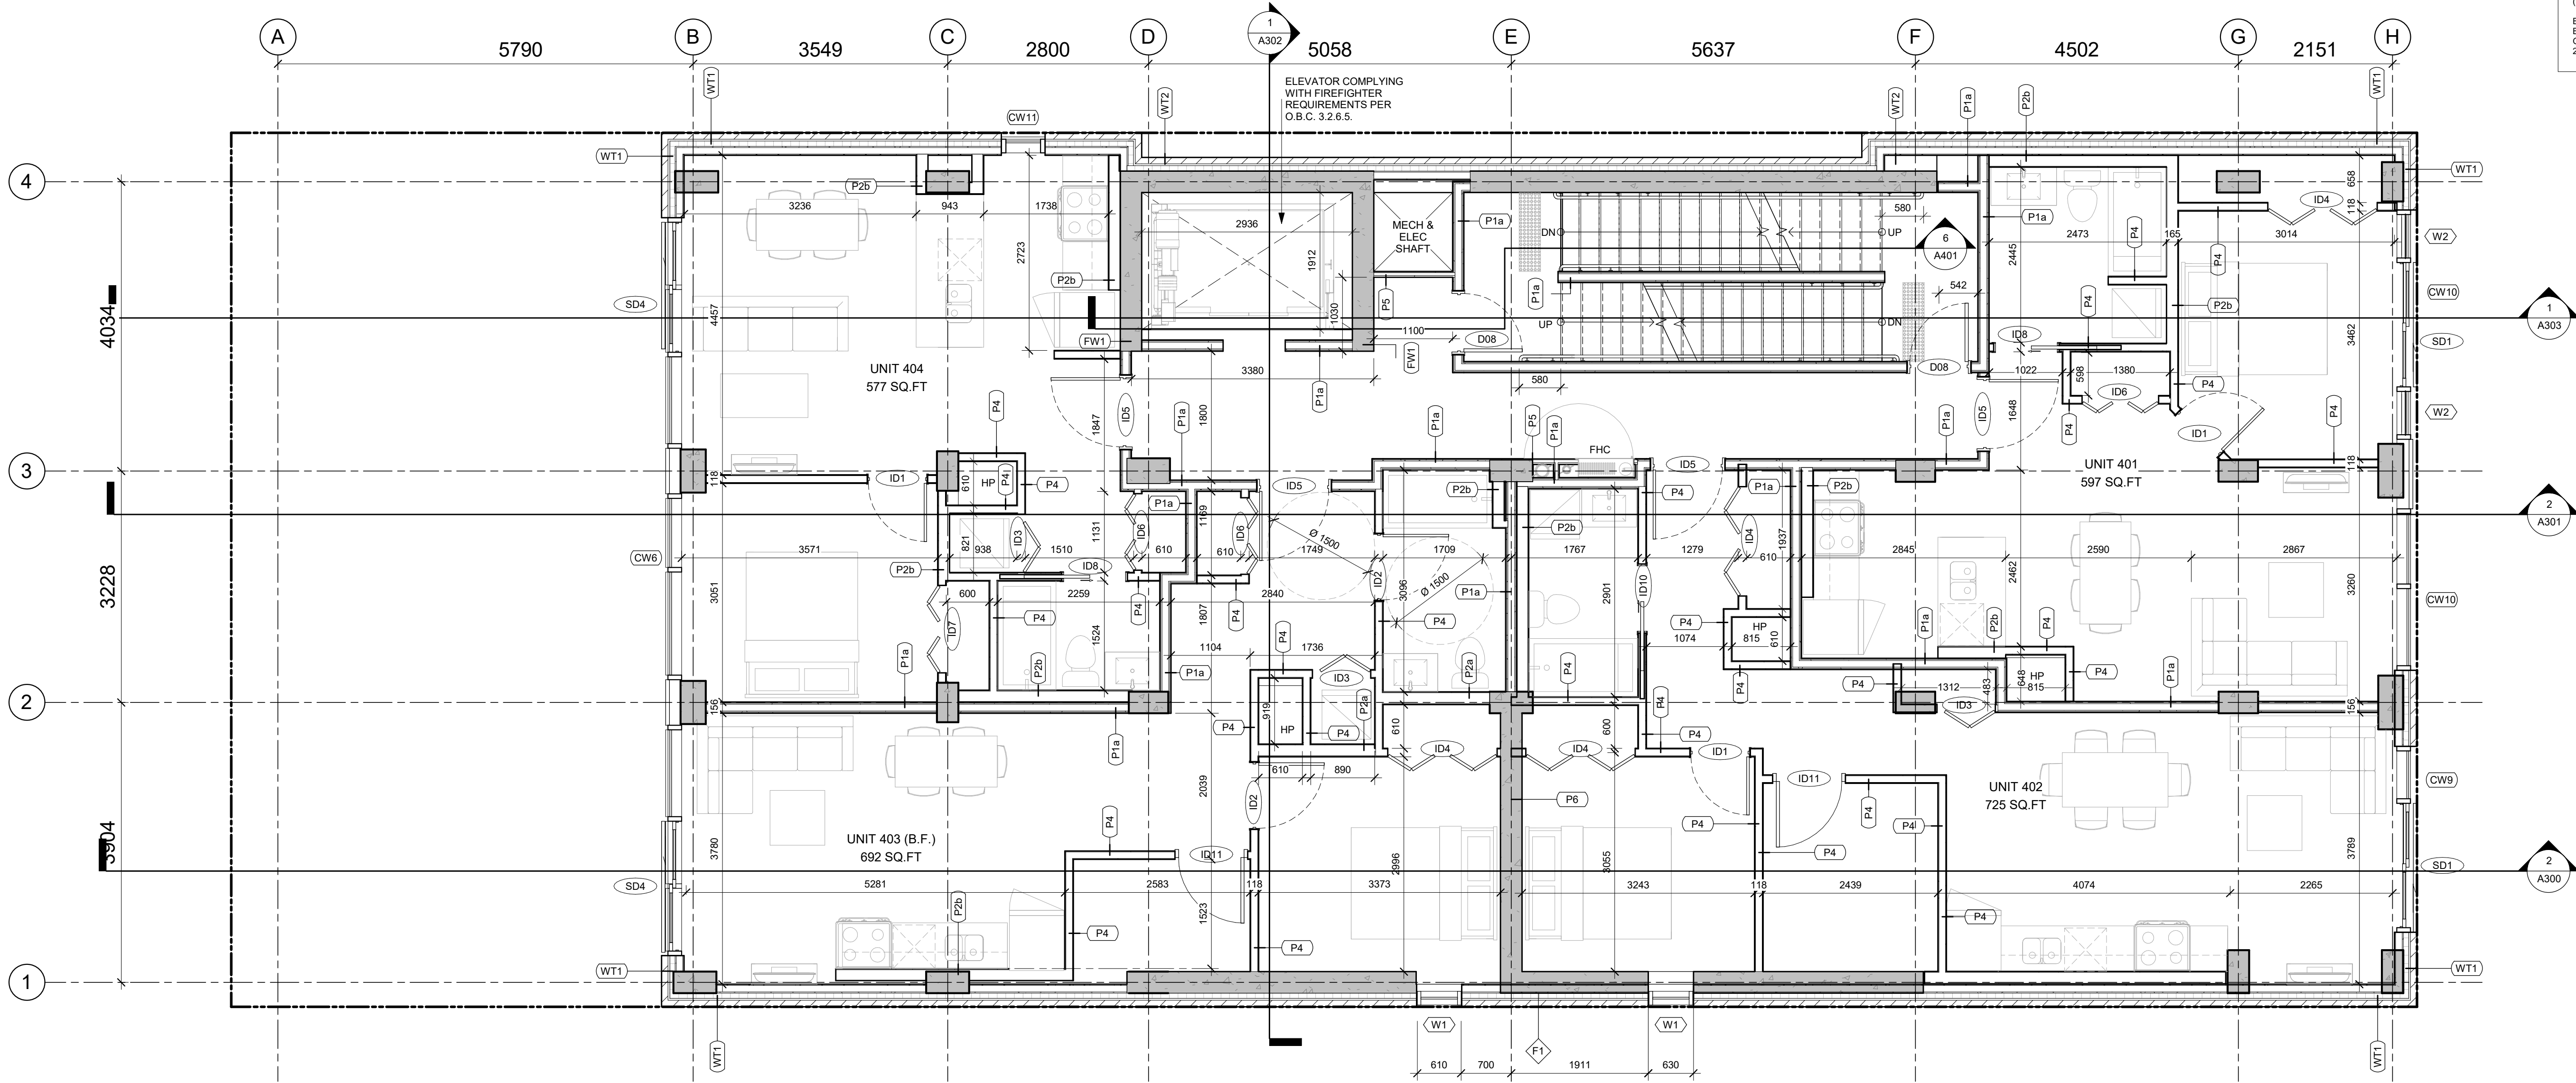 A
B
C
D
E
F
G
H
5790
3549
2800
5058
5637
4502
2151
1
A302
ELEVATOR COMPLYING
WITH FIREFIGHTER
REQUIREMENTS PER
O.B.C. 3.2.6.5.
WT1
CW11
WT2
WT2
P1a
P2b
WT1
WT1
4
P2b
3236
943
1738
2723
P2b
2936
1912
1030
MECH &
ELEC
SHAFT
P1a
P5
DN
UP
580
6
A401
P1a
UP
DN
542
P1a
2473
165
3014
2445
P4
P4
P4
P2b
ID4
658
118
WT1
W2
CW10
SD1
W2
3462
1
A303
4034
SD4
4457
UNIT 404
577 SQ.FT
FW1
FW1
1100
D08
D08
3380
P1a
580
1847
ID5
P1a
1800
P4
P1a
P5
P1a
FHC
P1a
ID5
1648
ID8
1022
598
1380
ID6
P4
P4
ID1
P4
3
118
ID1
610
HP
P4
P4
ID5
P2b
ID5
P4
P1a
P2b
UNIT 401
597 SQ.FT
118
2
A301
P1a
1169
1131
ID6
ID6
Ø 1500
821
938
ID3
1510
610
610
1749
1709
P2b
1767
1279
ID4
1937
610
2845
2590
2867
3228
CW6
3571
P2b
ID8
P4
P4
ID2
3096
Ø 1500
P1a
2901
ID10
2462
3260
CW10
3051
600
2259
2840
1807
P4
1524
ID7
P1a
P2b
P1a
1104
1736
P4
P4
P4
1074
HP
815
610
P4
P1a
P2b
P4
P4
P1a
648
HP
815
2
156
P1a
919
HP
P4
P4
ID3
P2a
P2a
P4
P4
P4
P4
1312
483
ID3
156
610
ID4
600
ID4
ID1
ID11
610
890
2039
ID2
P6
P4
P4
P4
P4
UNIT 402
725 SQ.FT
CW9
3904
UNIT 403 (B.F.)
692 SQ.FT
3780
P4
ID11
2996
3055
3789
SD1
2
A300
SD4
5281
2583
118
3373
3243
118
2439
4074
2265
P2b
P4
1523
P4
P4
1
WT1
WT1
WT1
WT1
W1
F1
W1
610
700
1911
630